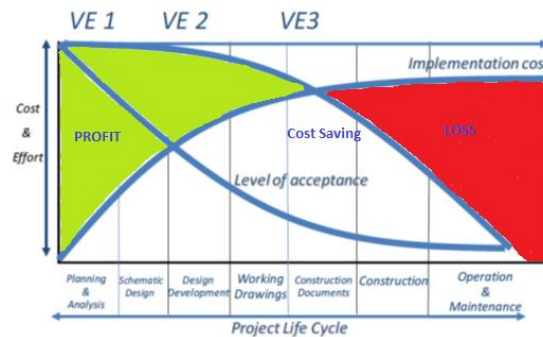 VE 1 VE 2 VE3
Implementation cos
Cost
&
Effort
PROFIT
Cost Saving
LOSS
Level of acceptance
Planning
&
Analysis
Schematic
Design
Design
Development
Working
Drawings
Construction
Documents
Construction
Operation
&
Maintenance
Project Life Cycle